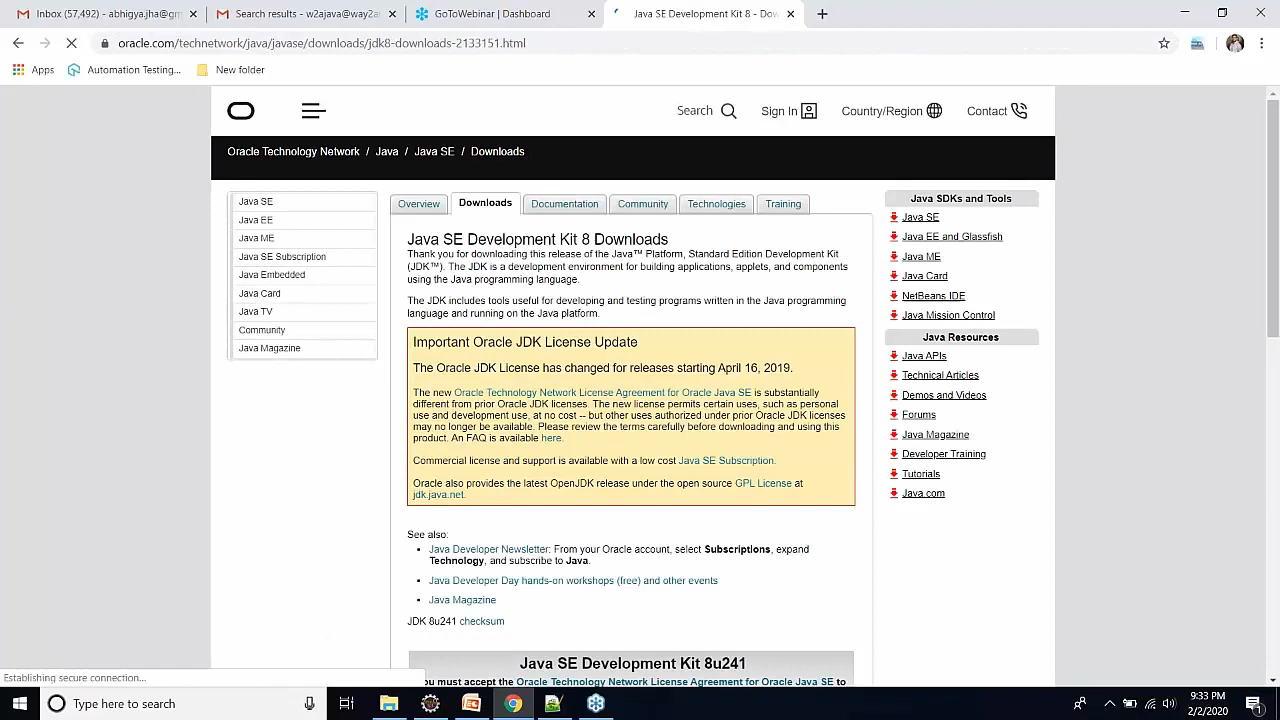 Inbox (57,492) - abhigya.jha@gm
Search results - w2ajava@way2a
GoToWebinar | Dashboard
Java SE Development Kit 8 - Dow
oracle.com/technetwork/java/javase/downloads/jdk8-downloads-2133151.html
Apps
Automation Testing...
New folder
Search
Sign In
Country/Region
Contact
Oracle Technology Network / Java / Java SE / Downloads
Java SE
Java EE
Java ME
Java SE Subscription
Java Embedded
Java Card
Java TV
Community
Java Magazine
Overview
Downloads
Documentation
Community
Technologies
Training
Java SE Development Kit 8 Downloads
Thank you for downloading this release of the Java™ Platform, Standard Edition Development Kit
(JDK™). The JDK is a development environment for building applications, applets, and components
using the Java programming language.
The JDK includes tools useful for developing and testing programs written in the Java programming
language and running on the Java platform.
Important Oracle JDK License Update
The Oracle JDK License has changed for releases starting April 16, 2019.
The new Oracle Technology Network License Agreement for Oracle Java SE is substantially
different from prior Oracle JDK licenses. The new license permits certain uses, such as personal
use and development use, at no cost -- but other uses authorized under prior Oracle JDK licenses
may no longer be available. Please review the terms carefully before downloading and using this
product. An FAQ is available here.
Commercial license and support is available with a low cost Java SE Subscription.
Oracle also provides the latest OpenJDK release under the open source GPL License at
jdk.java.net.
See also:
Java Developer Newsletter: From your Oracle account, select Subscriptions, expand
Technology, and subscribe to Java.
Java Developer Day hands-on workshops (free) and other events
Java Magazine
JDK 8u241 checksum
Java SE Development Kit 8u241
ou must accept the Oracle Technology Network License Agreement for Oracle Java SE to
Java SDKs and Tools
Java SE
Java EE and Glassfish
Java ME
Java Card
NetBeans IDE
Java Mission Control
Java Resources
Java APIs
Technical Articles
Demos and Videos
Forums
Java Magazine
Developer Training
Tutorials
Java.com
Establishing secure connection...
Type here to search
9:33 PM
2/2/2020
1